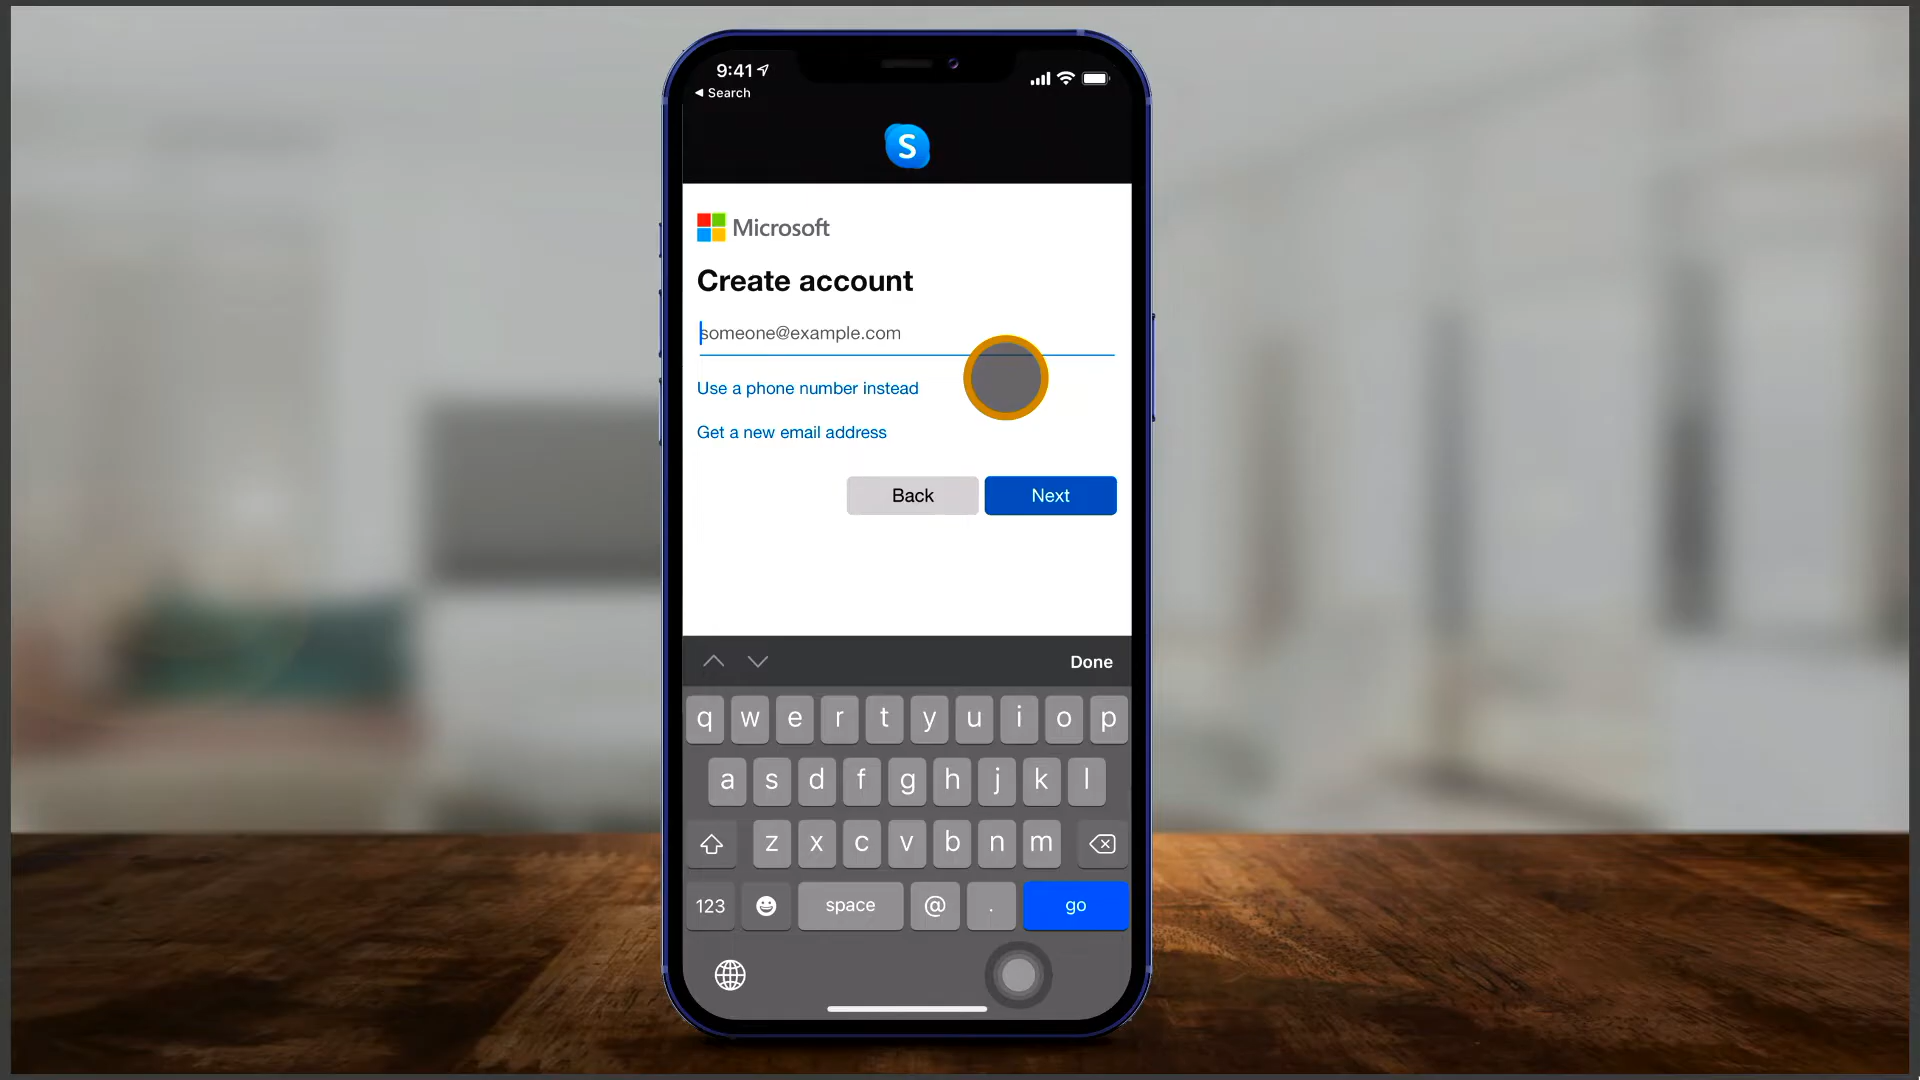 9:41
◀ Search
S
Microsoft
Create account
someone@example.com
Use a phone number instead
Get a new email address
Back Next
Done
q w e r t y u i o p
a s d f g h j k l
z x c v b n m
123 space @ . go